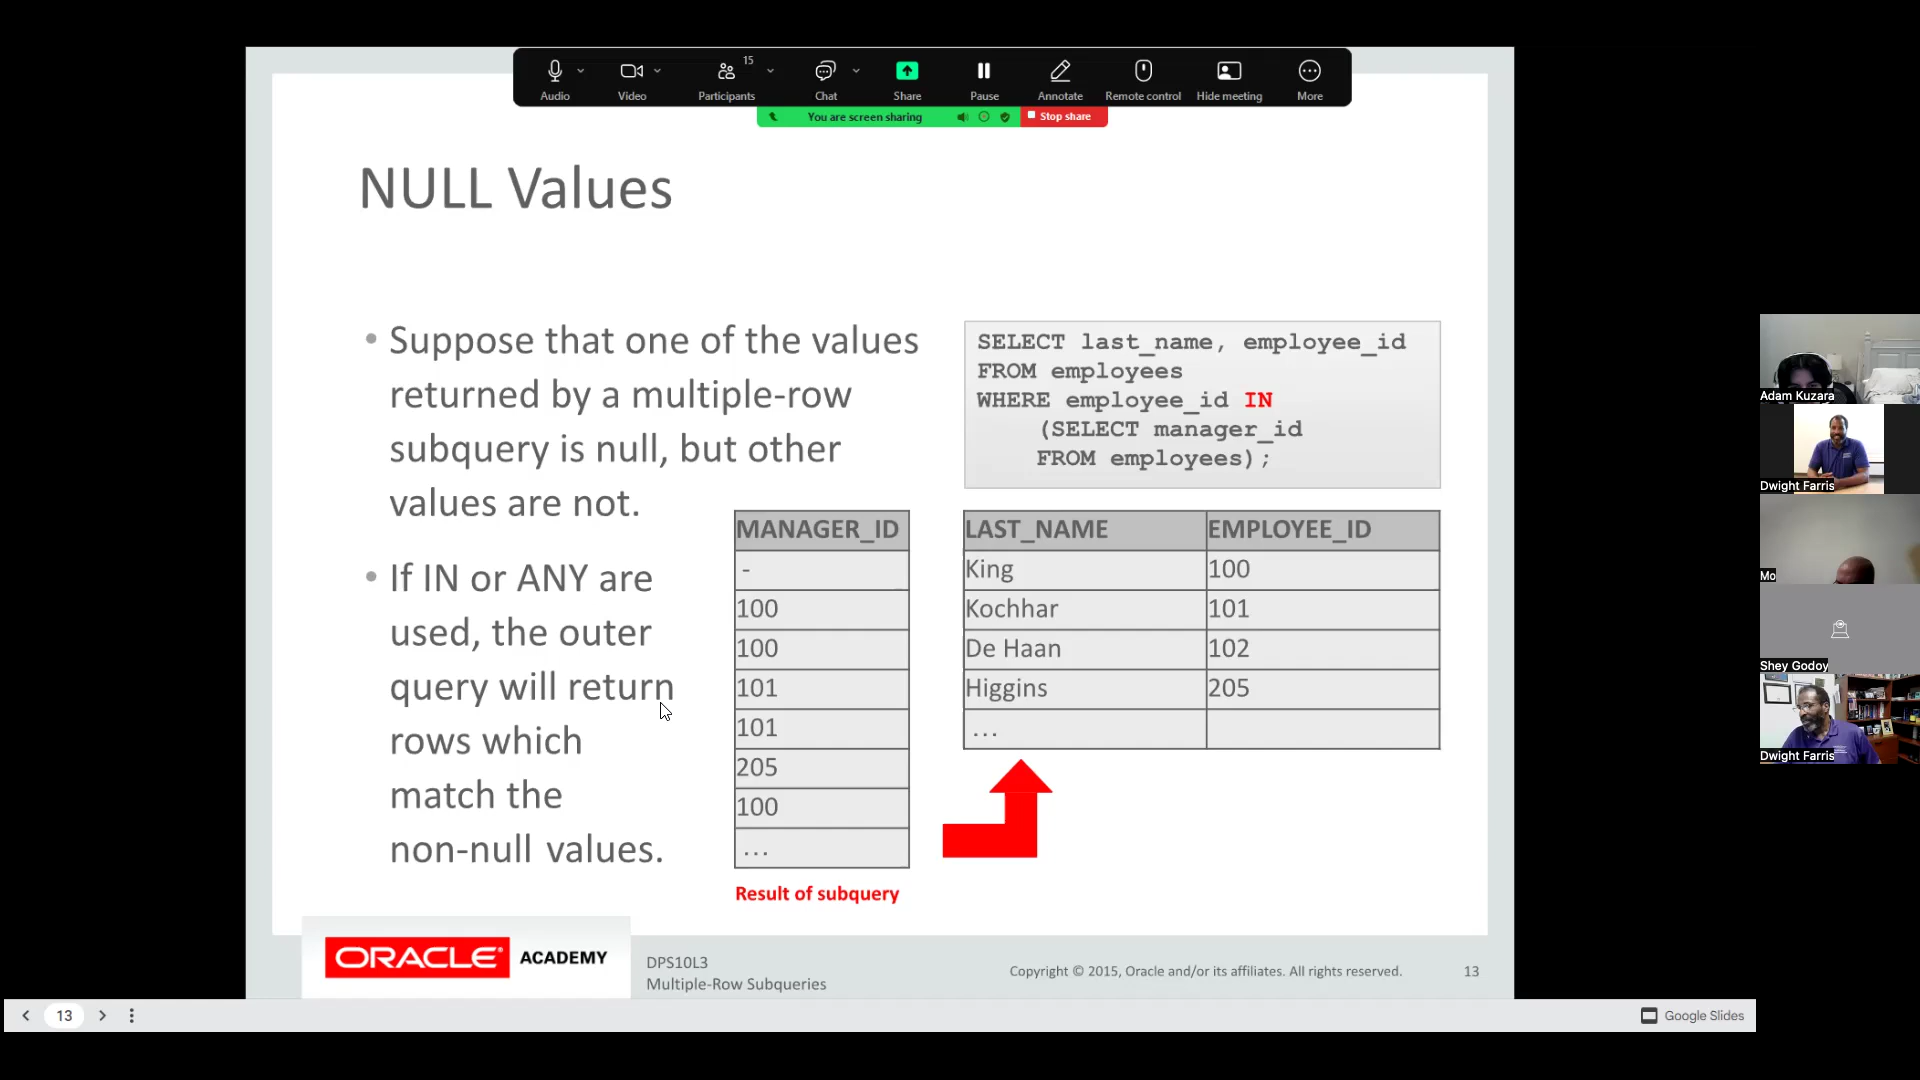 15
Audio
Video
Participants
Chat
Share
Pause
Annotate
Remote control
Hide meeting
More
You are screen sharing
Stop share
NULL Values
• Suppose that one of the values
returned by a multiple-row
subquery is null, but other
values are not.
• If IN or ANY are
used, the outer
query will return
rows which
match the
non-null values.
SELECT last_name, employee_id
FROM employees
WHERE employee_id IN
(SELECT manager_id
FROM employees);
MANAGER_ID
-
100
100
101
101
205
100
...
Result of subquery
LAST_NAME EMPLOYEE_ID
King 100
Kochhar 101
De Haan 102
Higgins 205
...
ORACLE® ACADEMY
DPS10L3
Multiple-Row Subqueries
Copyright © 2015, Oracle and/or its affiliates. All rights reserved.
13
13
Google Slides
Adam Kuzara
Dwight Farris
Mo
Shey Godoy
Dwight Farris